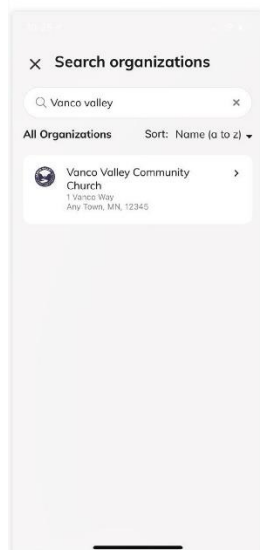 Search organizations
Vanco valley
All Organizations Sort: Name (a to z)
Vanco Valley Community
Church
1 Vanco Way
Any Town, MN, 12345